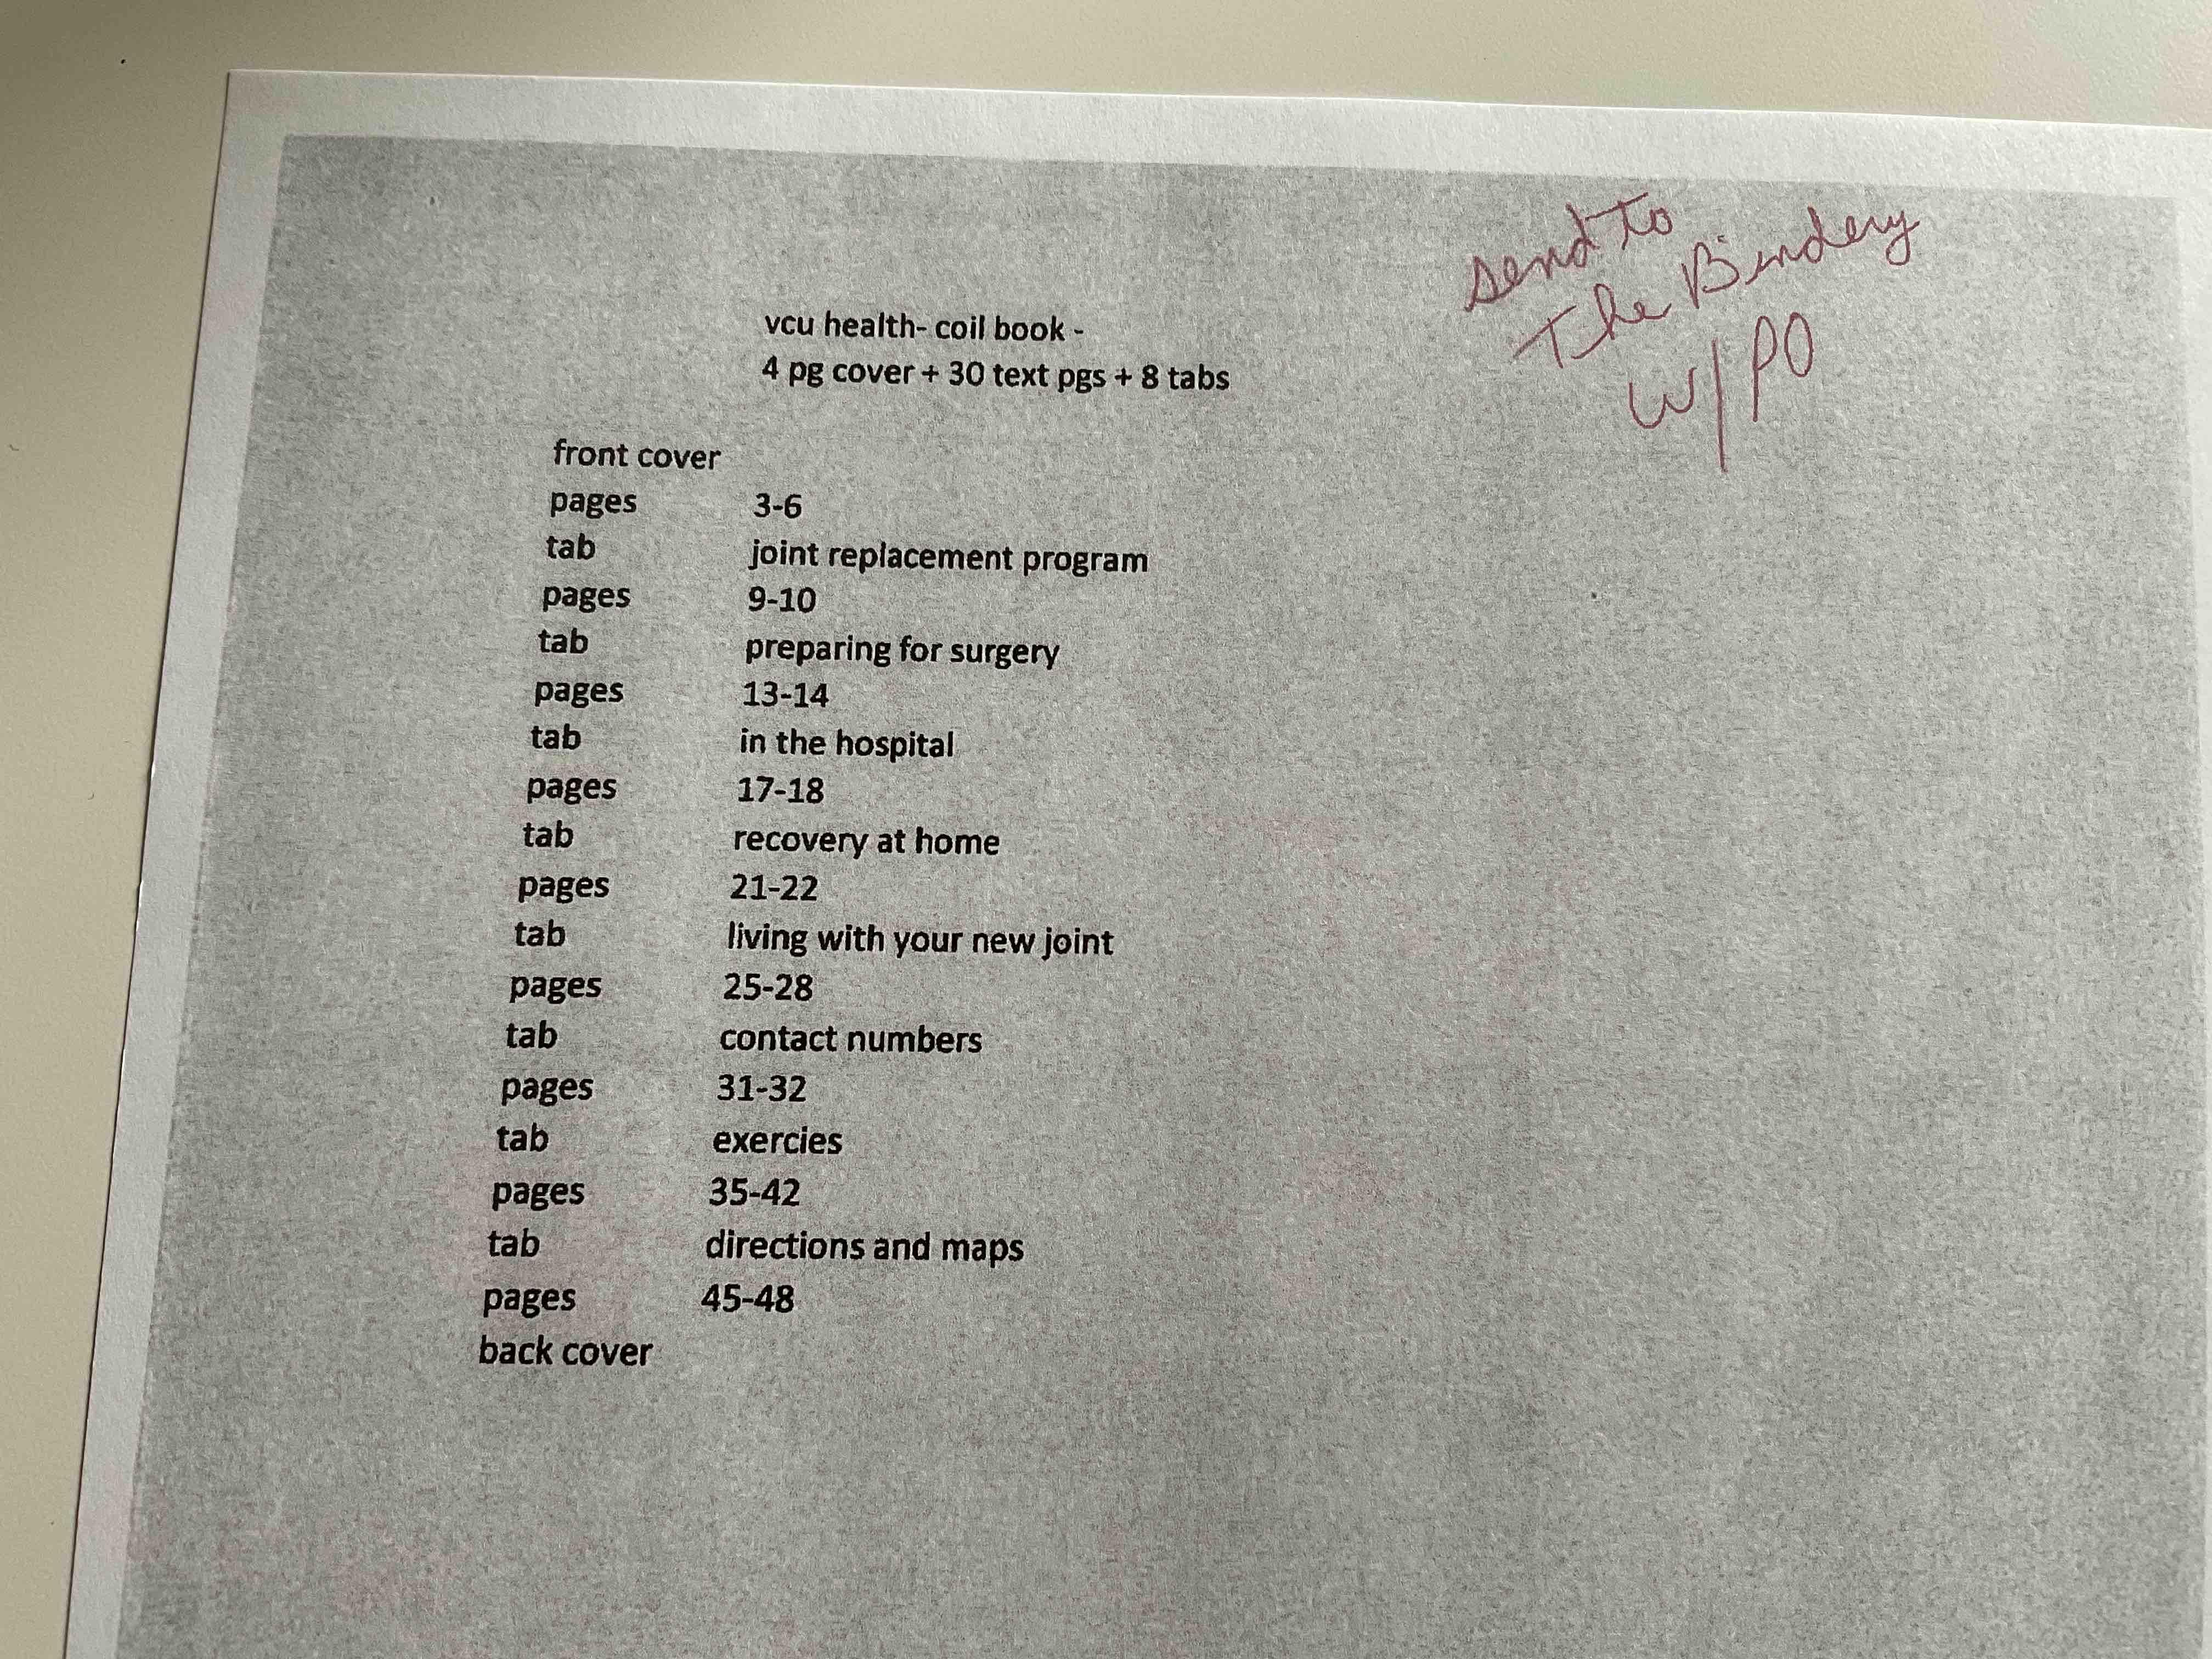 send to
The Bindery
w/ PO
vcu health- coil book -
4 pg cover + 30 text pgs + 8 tabs
front cover
pages 3-6
tab joint replacement program
pages 9-10
tab preparing for surgery
pages 13-14
tab in the hospital
pages 17-18
tab recovery at home
pages 21-22
tab living with your new joint
pages 25-28
tab contact numbers
pages 31-32
tab exercies
pages 35-42
tab directions and maps
pages 45-48
back cover